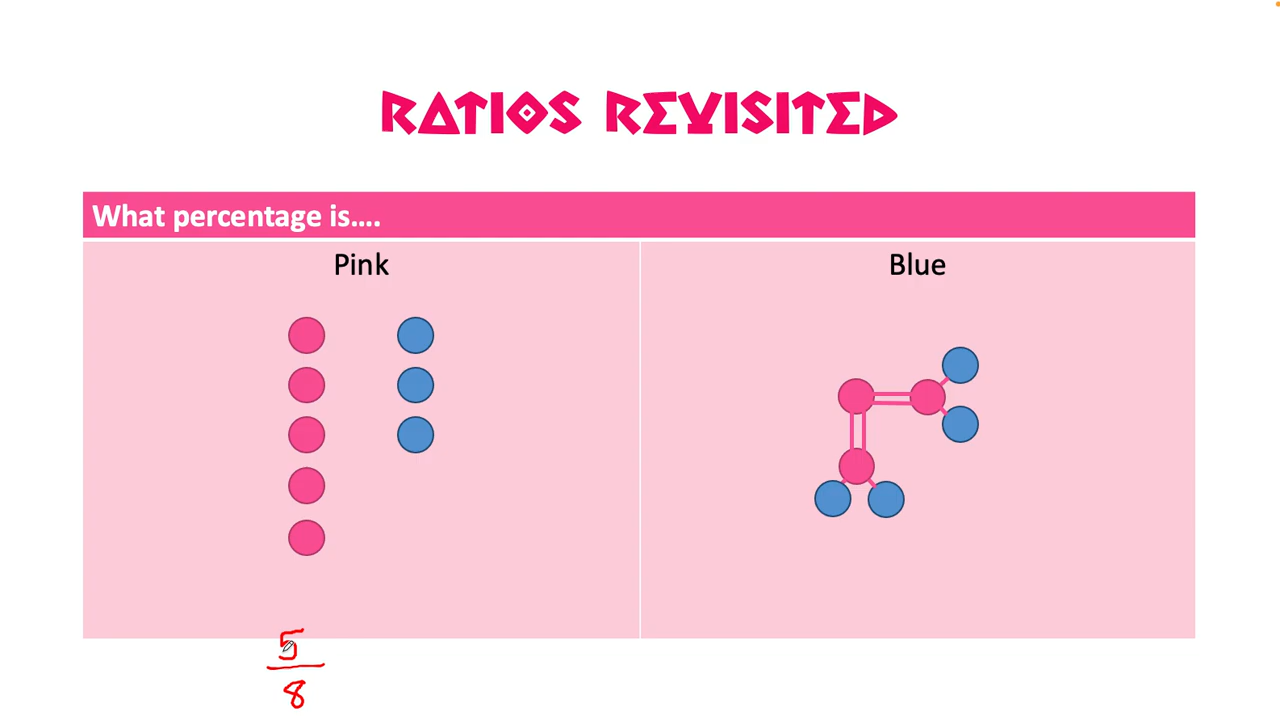 RATIOS REVISITED
What percentage is....
Pink
Blue
5
8